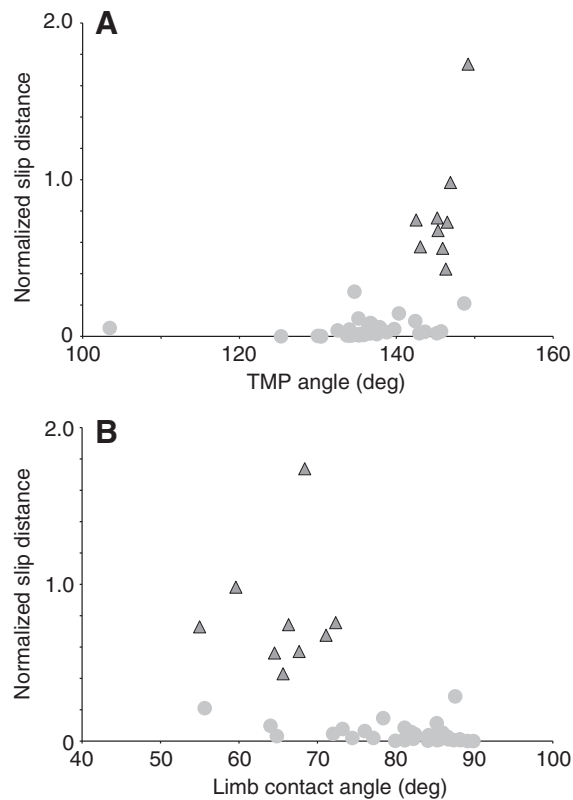 A
2.0
1.0
0
Normalized slip distance
100
120
140
160
TMP angle (deg)
B
2.0
1.0
0
Normalized slip distance
40
50
60
70
80
90
100
Limb contact angle (deg)